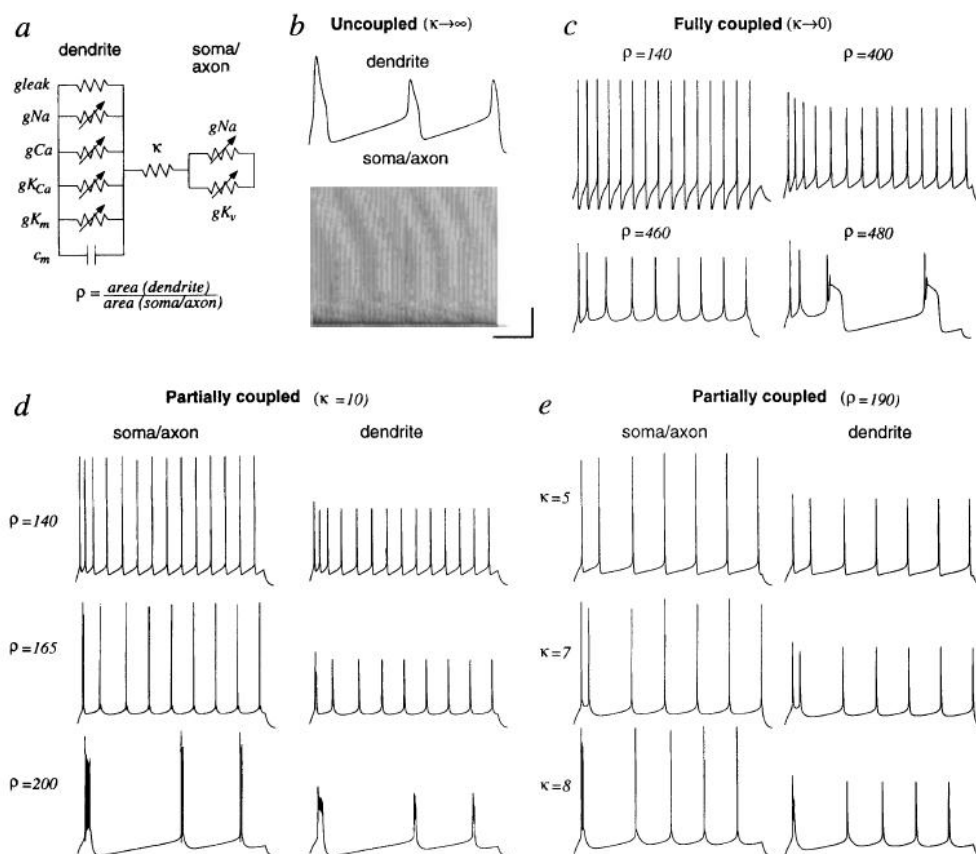 a
dendrite
soma/
axon
gleak
gNa
gCa
gK_Ca
gK_m
c_m
κ
gNa
gK_v
ρ = area (dendrite)
area (soma/axon)
b
Uncoupled (κ→∞)
dendrite
soma/axon
c
Fully coupled (κ→0)
ρ=140
ρ=400
ρ=460
ρ=480
d
Partially coupled (κ =10)
soma/axon
dendrite
ρ=140
ρ=165
ρ=200
e
Partially coupled (ρ=190)
soma/axon
dendrite
κ=5
κ=7
κ=8